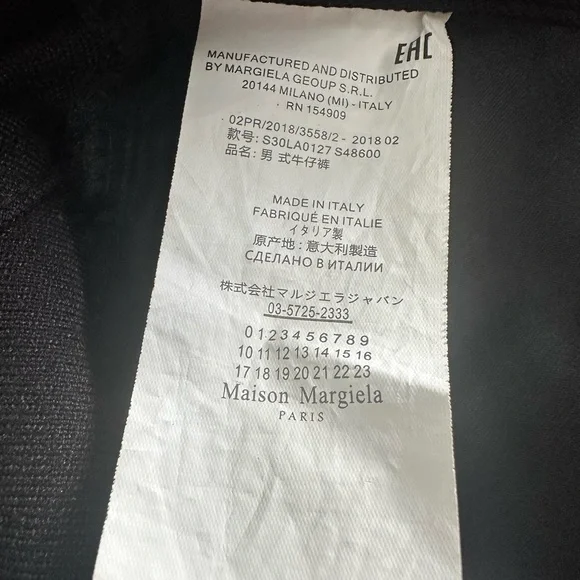 EAC
MANUFACTURED AND DISTRIBUTED
BY MARGIELA GEOUP S.R.L.
20144 MILANO (MI) - ITALY
· RN 154909
· 02PR/2018/3558/2 - 2018 02
款号: S30LA0127 S48600
品名: 男 式牛仔裤
MADE IN ITALY
FABRIQUÉ EN ITALIE
イタリア製
原产地: 意大利製造
СДЕЛАНО В ИТАЛИИ
株式会社マルジエラジャパン
03-5725-2333
0 1 2 3 4 5 6 7 8 9
10 11 12 13 14 15 16
17 18 19 20 21 22 23
Maison Margiela
PARIS